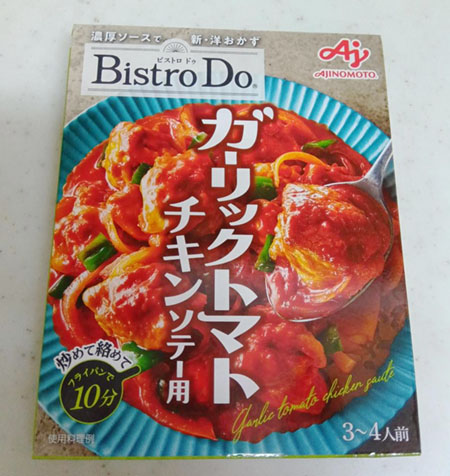 濃厚ソースで 新・洋おかず
ビストロ ドゥ
Bistro Do®
Aj
AJINOMOTO
ガーリックトマト
チキンソテー用
炒めて絡めて
フライパンで
10分
Garlic tomato chicken sauté
使用料理例
3~4人前